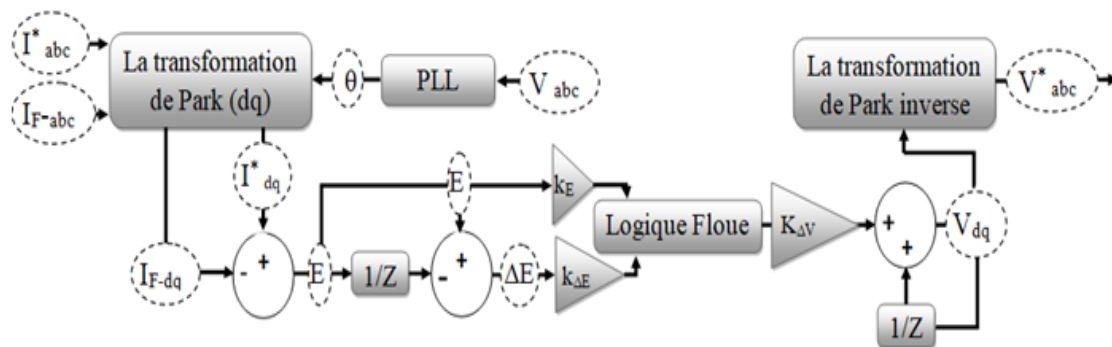 I*abc
IF-abc
La transformation
de Park (dq)
θ
PLL
V abc
I*dq
IF-dq
-
+
E
1/Z
E
-
+
ΔE
kE
kΔE
Logique Floue
KΔV
+
+
Vdq
1/Z
La transformation
de Park inverse
V*abc